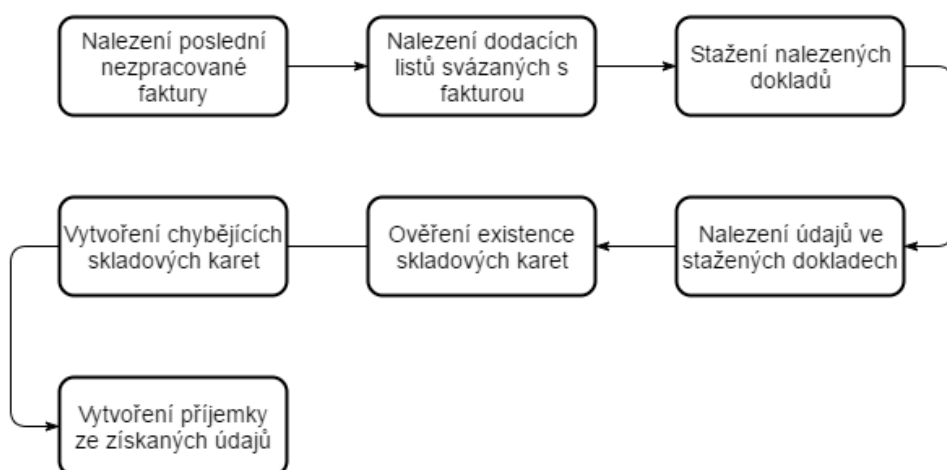 Nalezení poslední
nezpracované
faktury
Nalezení dodacích
listů svázaných s
fakturou
Stažení nalezených
dokladů
Nalezení údajů ve
stažených dokladech
Ověření existence
skladových karet
Vytvoření chybějících
skladových karet
Vytvoření příjemky
ze získaných údajů